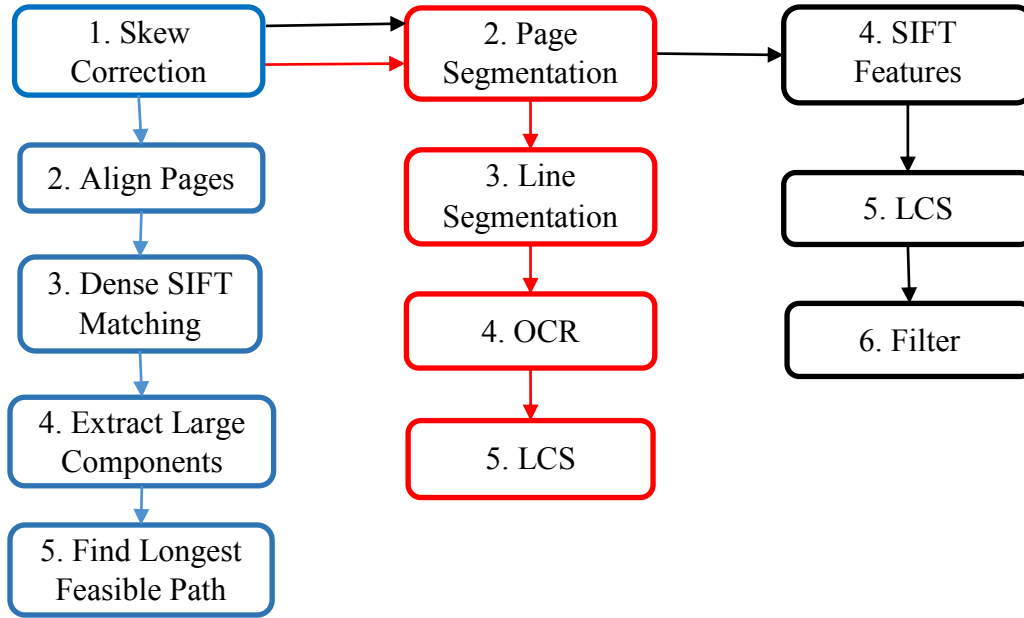 1. Skew
Correction
2. Align Pages
3. Dense SIFT
Matching
4. Extract Large
Components
5. Find Longest
Feasible Path
2. Page
Segmentation
3. Line
Segmentation
4. OCR
5. LCS
4. SIFT
Features
5. LCS
6. Filter